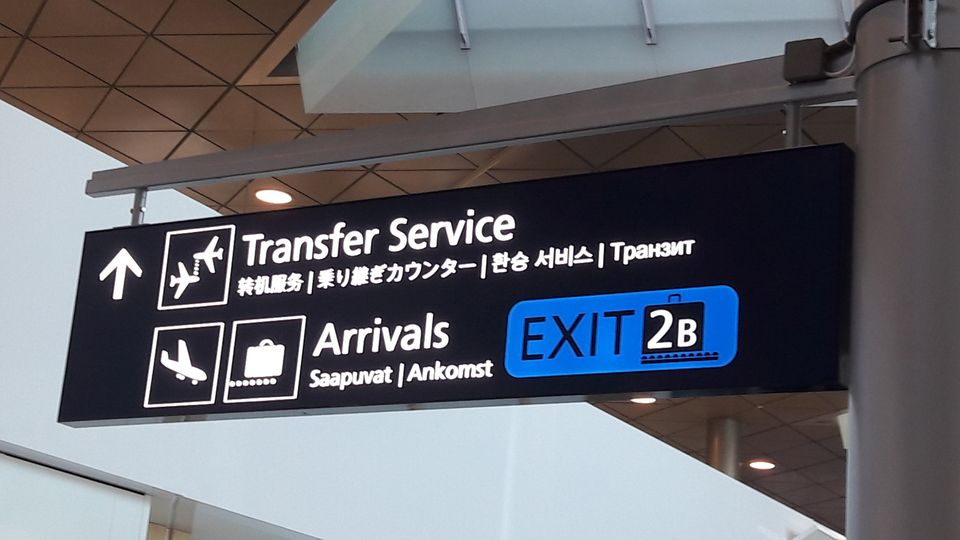 Transfer Service
转机服务 | 乗り継ぎカウンター | 환승 서비스 | Транзит
Arrivals
Saapuvat | Ankomst
EXIT 2B